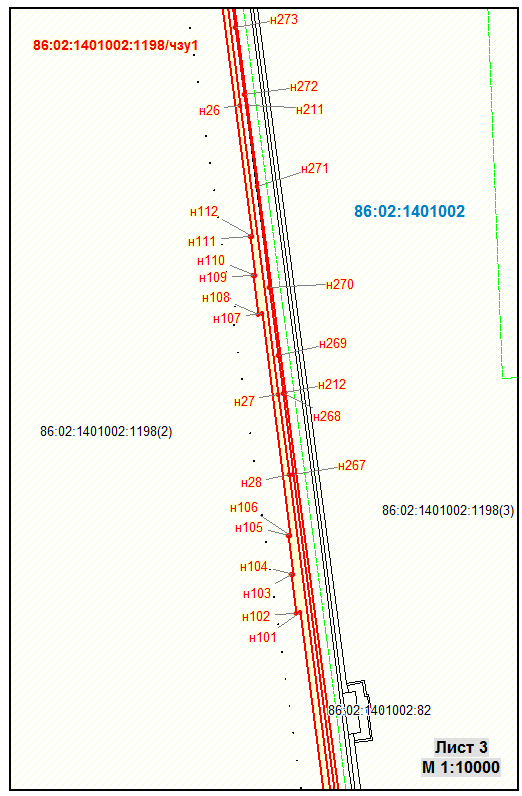 н273
86:02:1401002:1198/чзу1
н272
н26
н211
н271
86:02:1401002
н112
н111
н110
н109
н270
н108
н107
н269
н212
н27
н268
86:02:1401002:1198(2)
н267
н28
н106
86:02:1401002:1198(3)
н105
н104
н103
н102
н101
86:02:1401002:82
Лист 3
М 1:10000